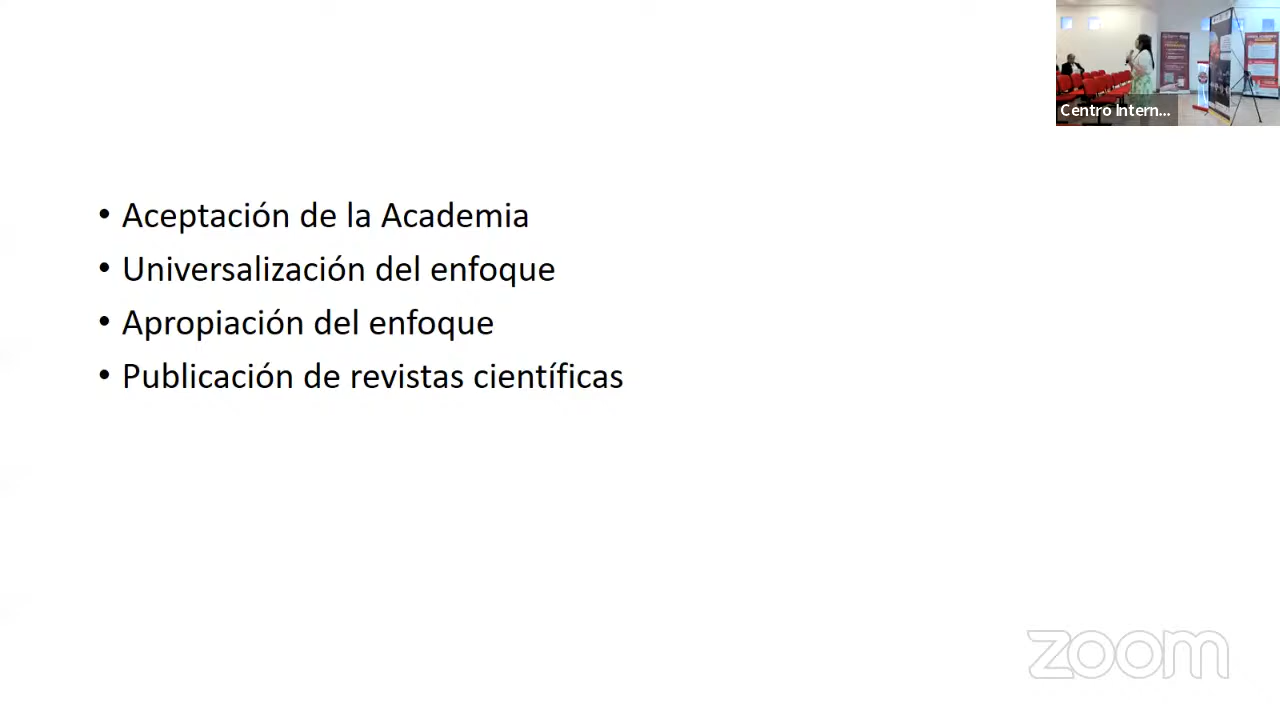 Centro Intern...
• Aceptación de la Academia
• Universalización del enfoque
• Apropiación del enfoque
• Publicación de revistas científicas
zoom